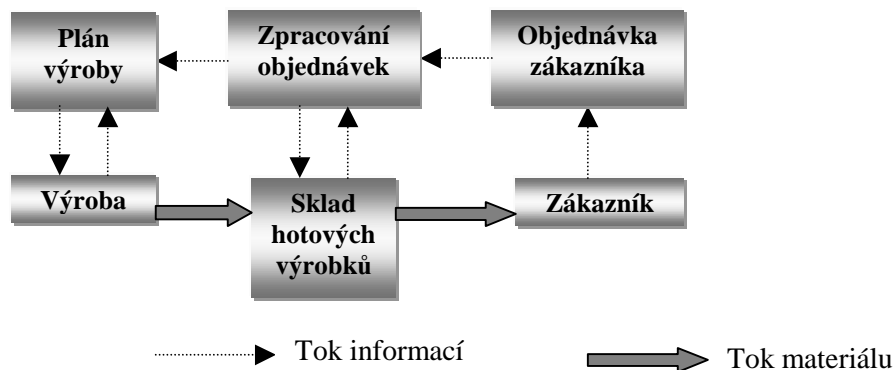 Plán
výroby
Zpracování
objednávek
Objednávka
zákazníka
Výroba
Sklad
hotových
výrobků
Zákazník
Tok informací
Tok materiálu